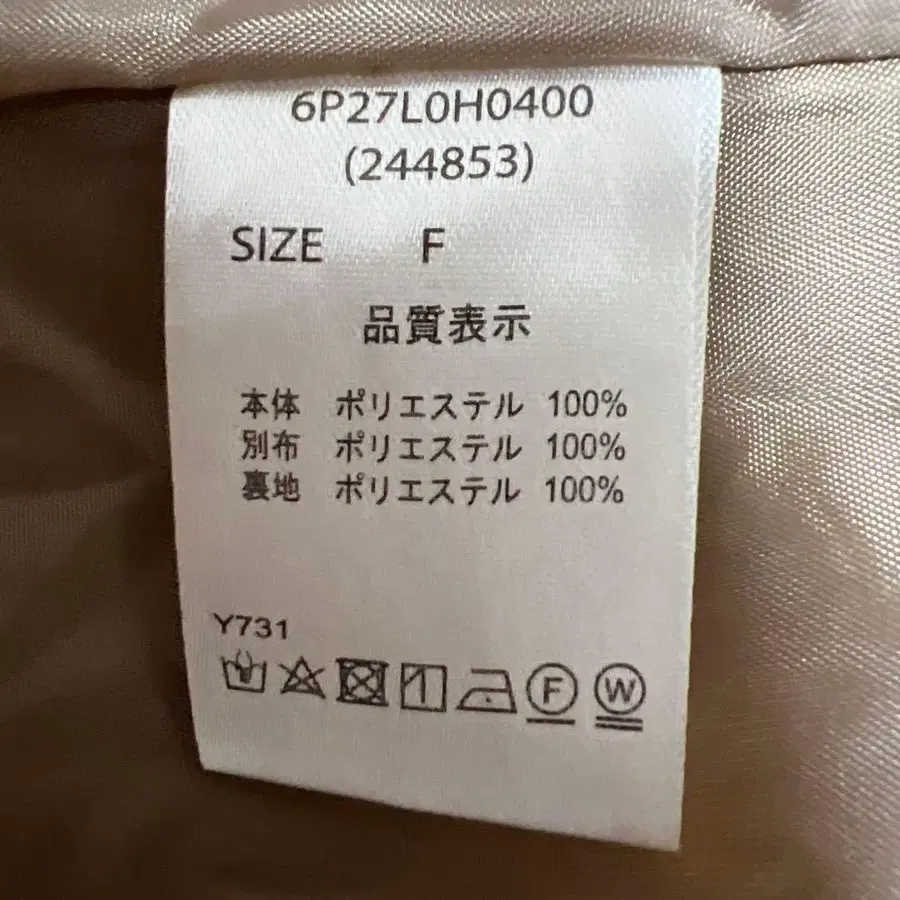 6P27L0H0400
(244853)
SIZE F
品質表示
本体 ポリエステル 100%
別布 ポリエステル 100%
裏地 ポリエステル 100%
Y731
F W